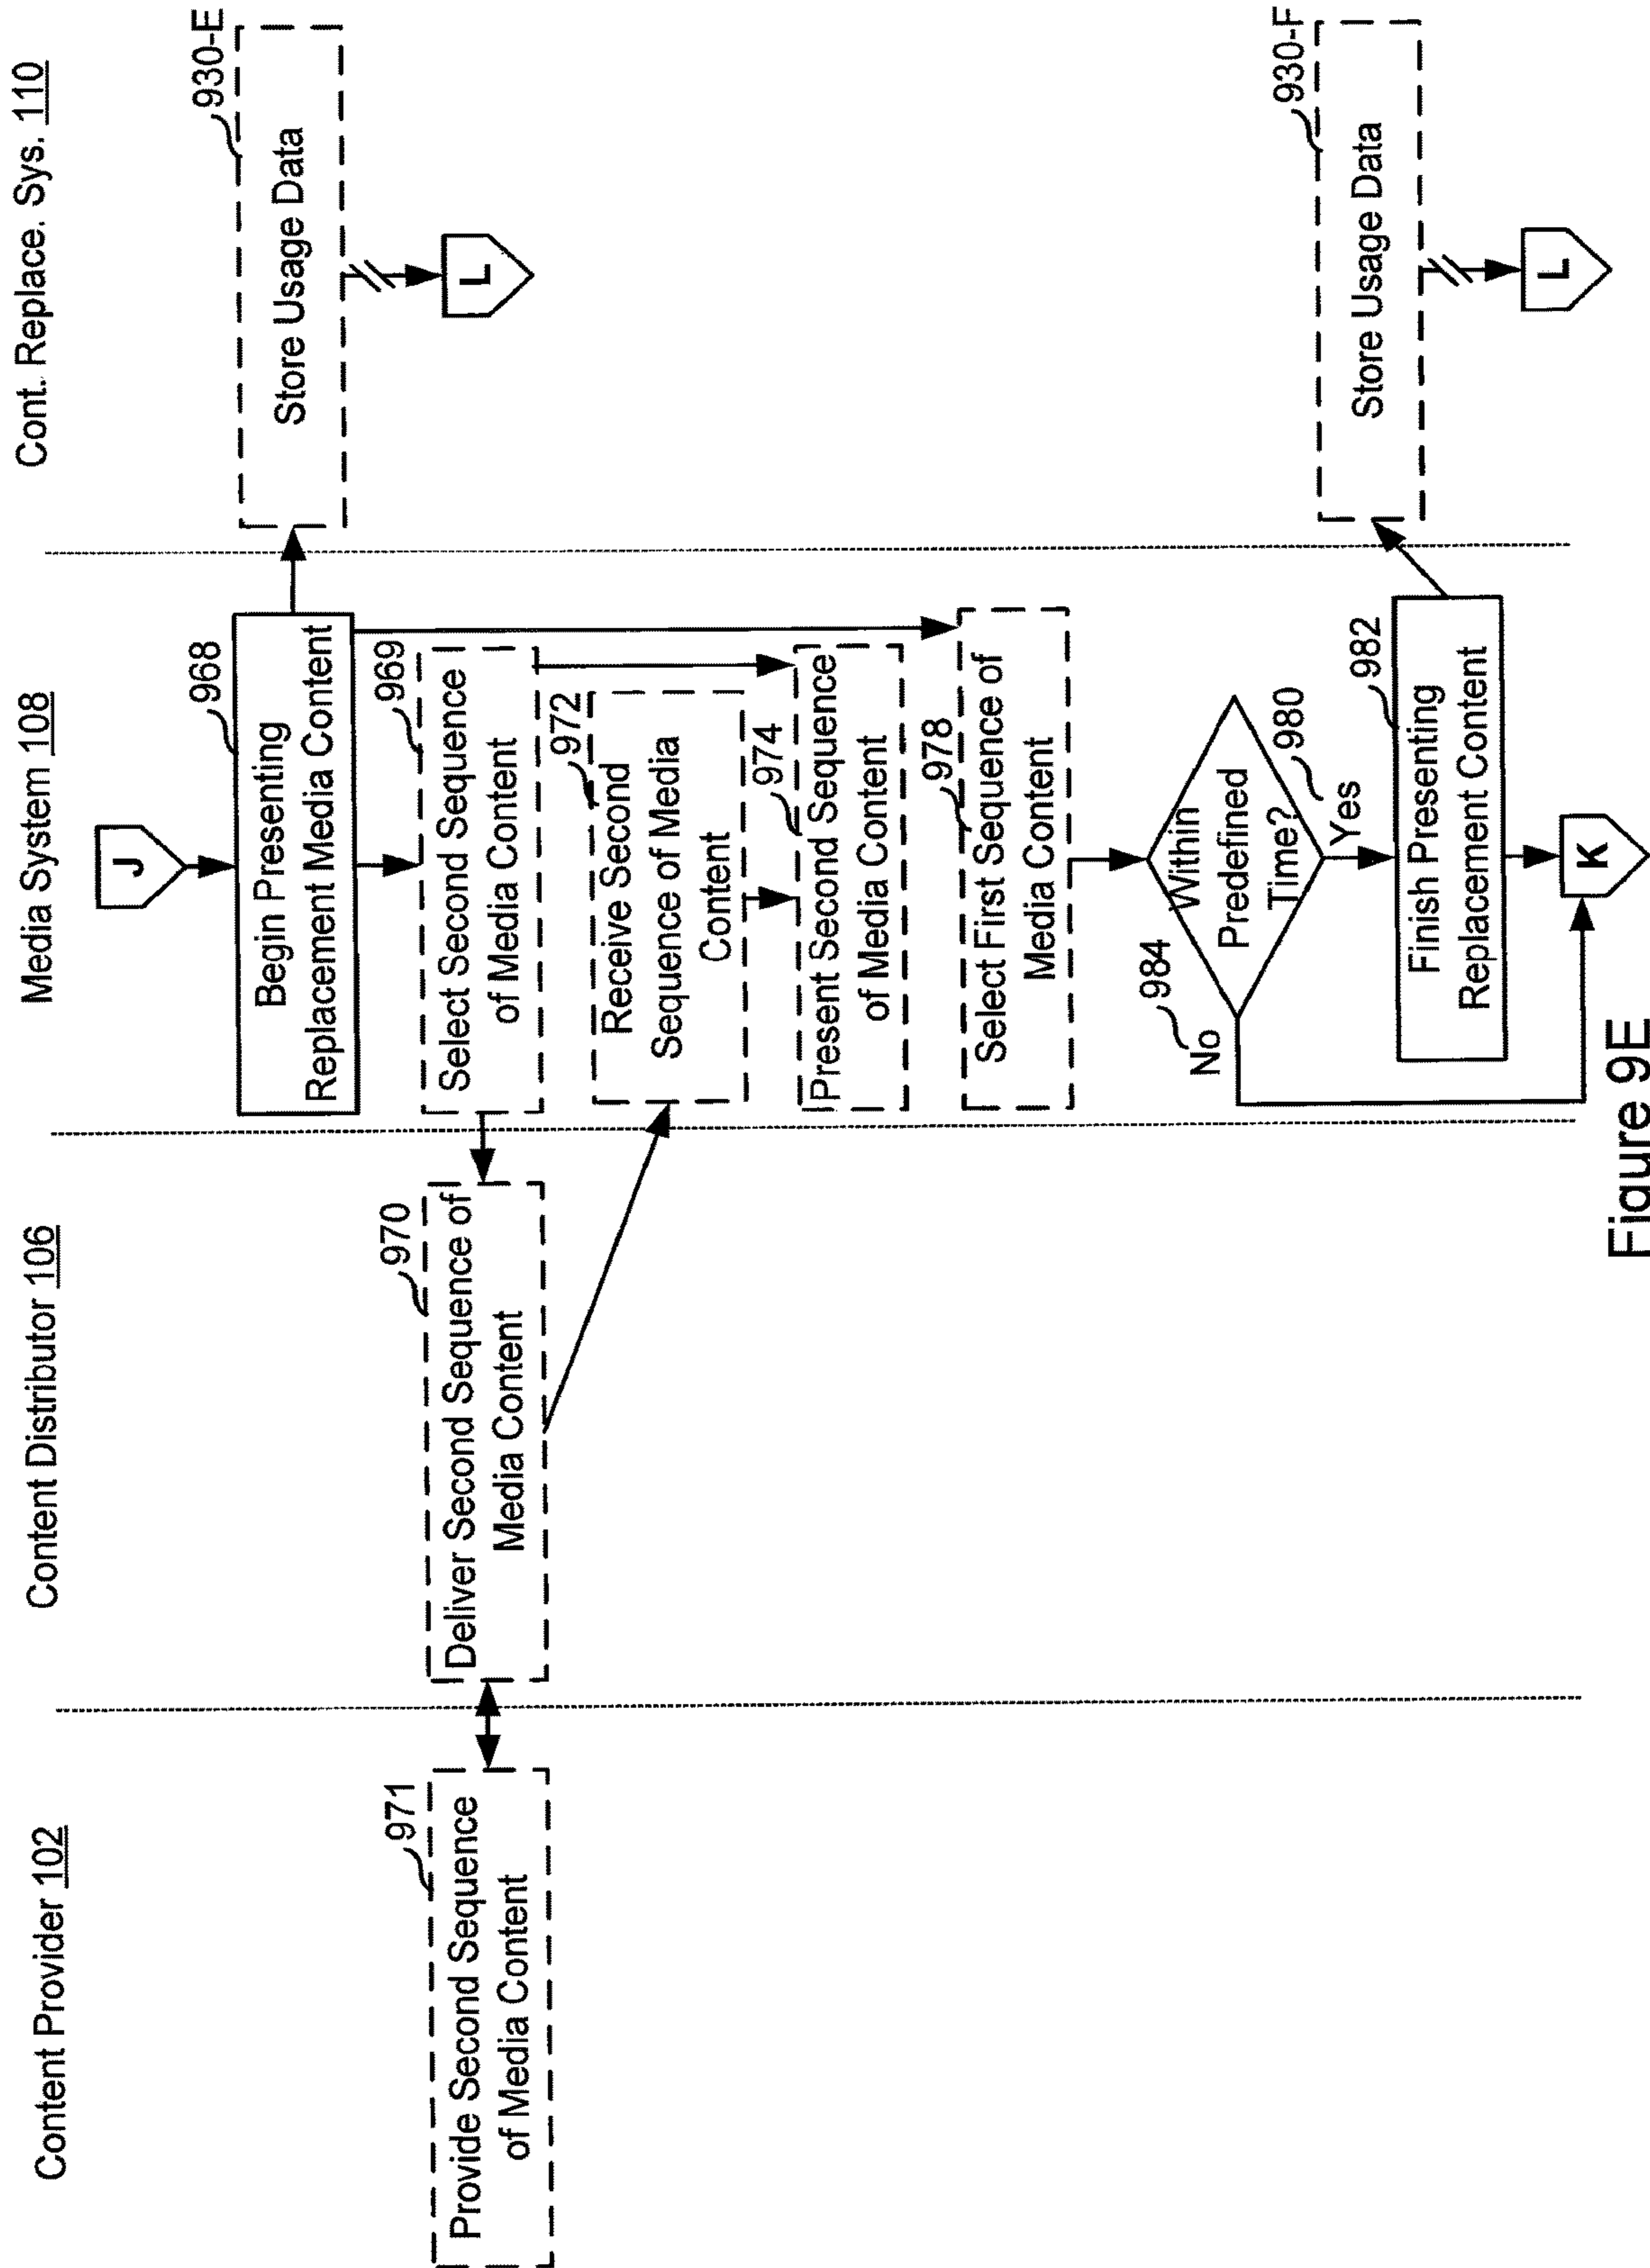 Content Provider 102
Content Distributor 106
Media System 108
Cont. Replace. Sys. 110
J
968
Begin Presenting
Replacement Media Content
930-E
Store Usage Data
L
971
Provide Second Sequence
of Media Content
970
Deliver Second Sequence of
Media Content
969
Select Second Sequence
of Media Content
972
Receive Second
Sequence of Media
Content
974
Present Second Sequence
of Media Content
978
Select First Sequence of
Media Content
984
No
Within
Predefined
Time?
980
Yes
982
Finish Presenting
Replacement Content
930-F
Store Usage Data
L
K
Figure 9E